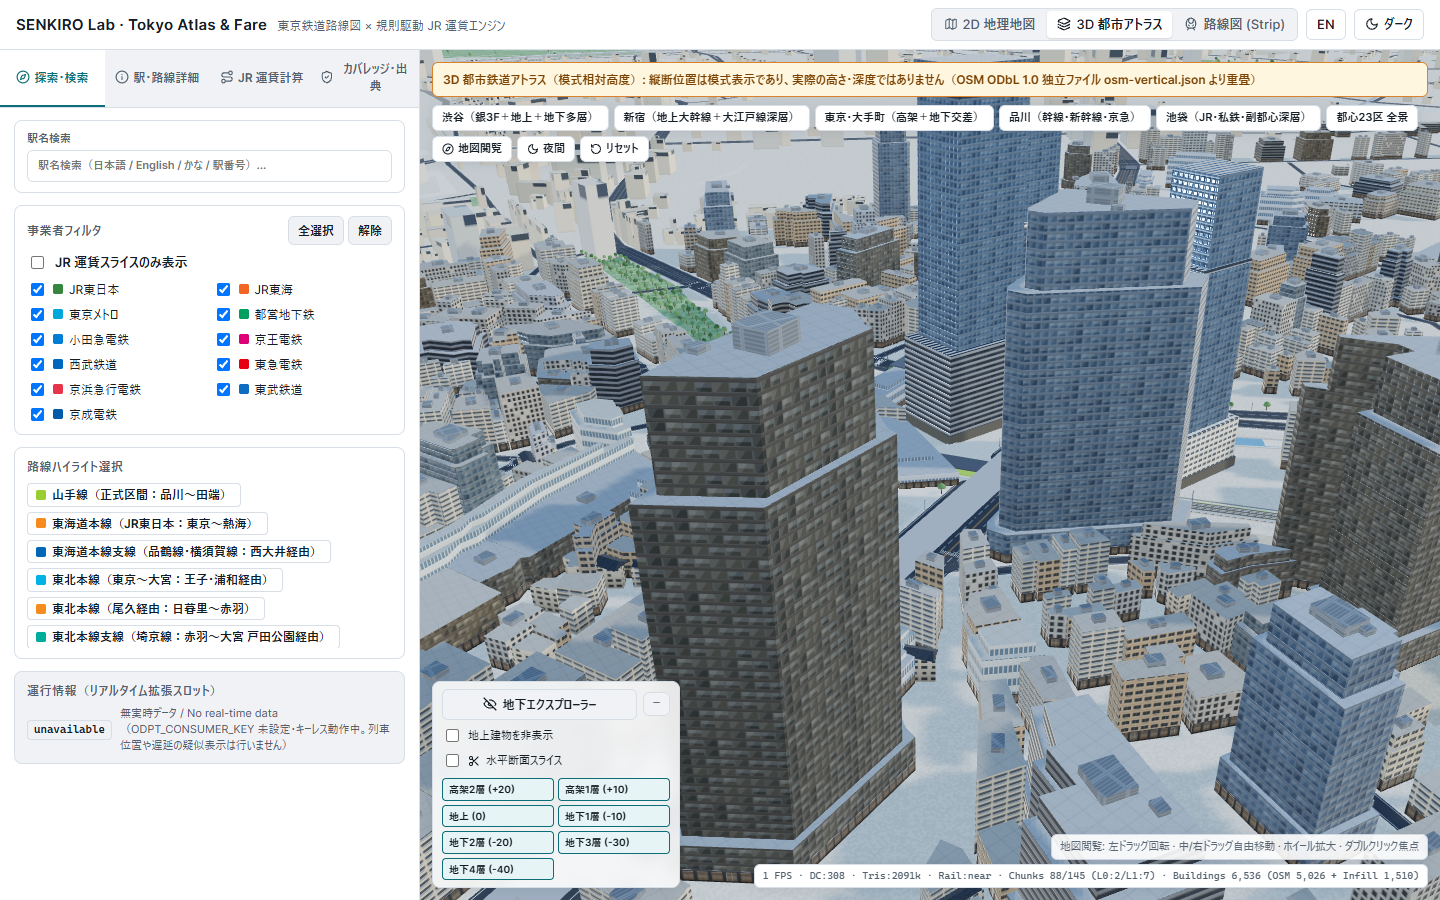 SENKIRO Lab · Tokyo Atlas & Fare 東京鉄道路線図 × 規則駆動 JR 運賃エンジン
2D 地理地図 3D 都市アトラス 路線図 (Strip) EN ダーク
探索・検索 駅・路線詳細 JR 運賃計算 カバレッジ・出典
駅名検索
駅名検索（日本語 / English / かな / 駅番号）...
事業者フィルタ 全選択 解除
JR 運賃スライスのみ表示
JR東日本 JR東海
東京メトロ 都営地下鉄
小田急電鉄 京王電鉄
西武鉄道 東急電鉄
京浜急行電鉄 東武鉄道
京成電鉄
路線ハイライト選択
山手線（正式区間：品川〜田端）
東海道本線（JR東日本：東京〜熱海）
東海道本線支線（品鶴線・横須賀線：西大井経由）
東北本線（東京〜大宮：王子・浦和経由）
東北本線（尾久経由：日暮里〜赤羽）
東北本線支線（埼京線：赤羽〜大宮 戸田公園経由）
運行情報（リアルタイム拡張スロット）
unavailable
無実時データ / No real-time data
（ODPT_CONSUMER_KEY 未設定・キーレス動作中。列車
位置や遅延の疑似表示は行いません）
3D 都市鉄道アトラス（模式相対高度）: 縦断位置は模式表示であり、実際の高さ・深度ではありません（OSM ODbL 1.0 独立ファイル osm-vertical.json より重畳）
渋谷（銀3F＋地上＋地下多層） 新宿（地上大幹線＋大江戸線深層） 東京・大手町（高架＋地下交差） 品川（幹線・新幹線・京急） 池袋（JR・私鉄・副都心深層） 都心23区 全景
地図閲覧 夜間 リセット
地下エクスプローラー −
地上建物を非表示
水平断面スライス
高架2層 (+20) 高架1層 (+10)
地上 (0) 地下1層 (-10)
地下2層 (-20) 地下3層 (-30)
地下4層 (-40)
地図閲覧: 左ドラッグ回転 · 中/右ドラッグ自由移動 · ホイール拡大 · ダブルクリック焦点
1 FPS · DC:308 · Tris:2091k · Rail:near · Chunks 88/145 (L0:2/L1:7) · Buildings 6,536 (OSM 5,026 + Infill 1,510)